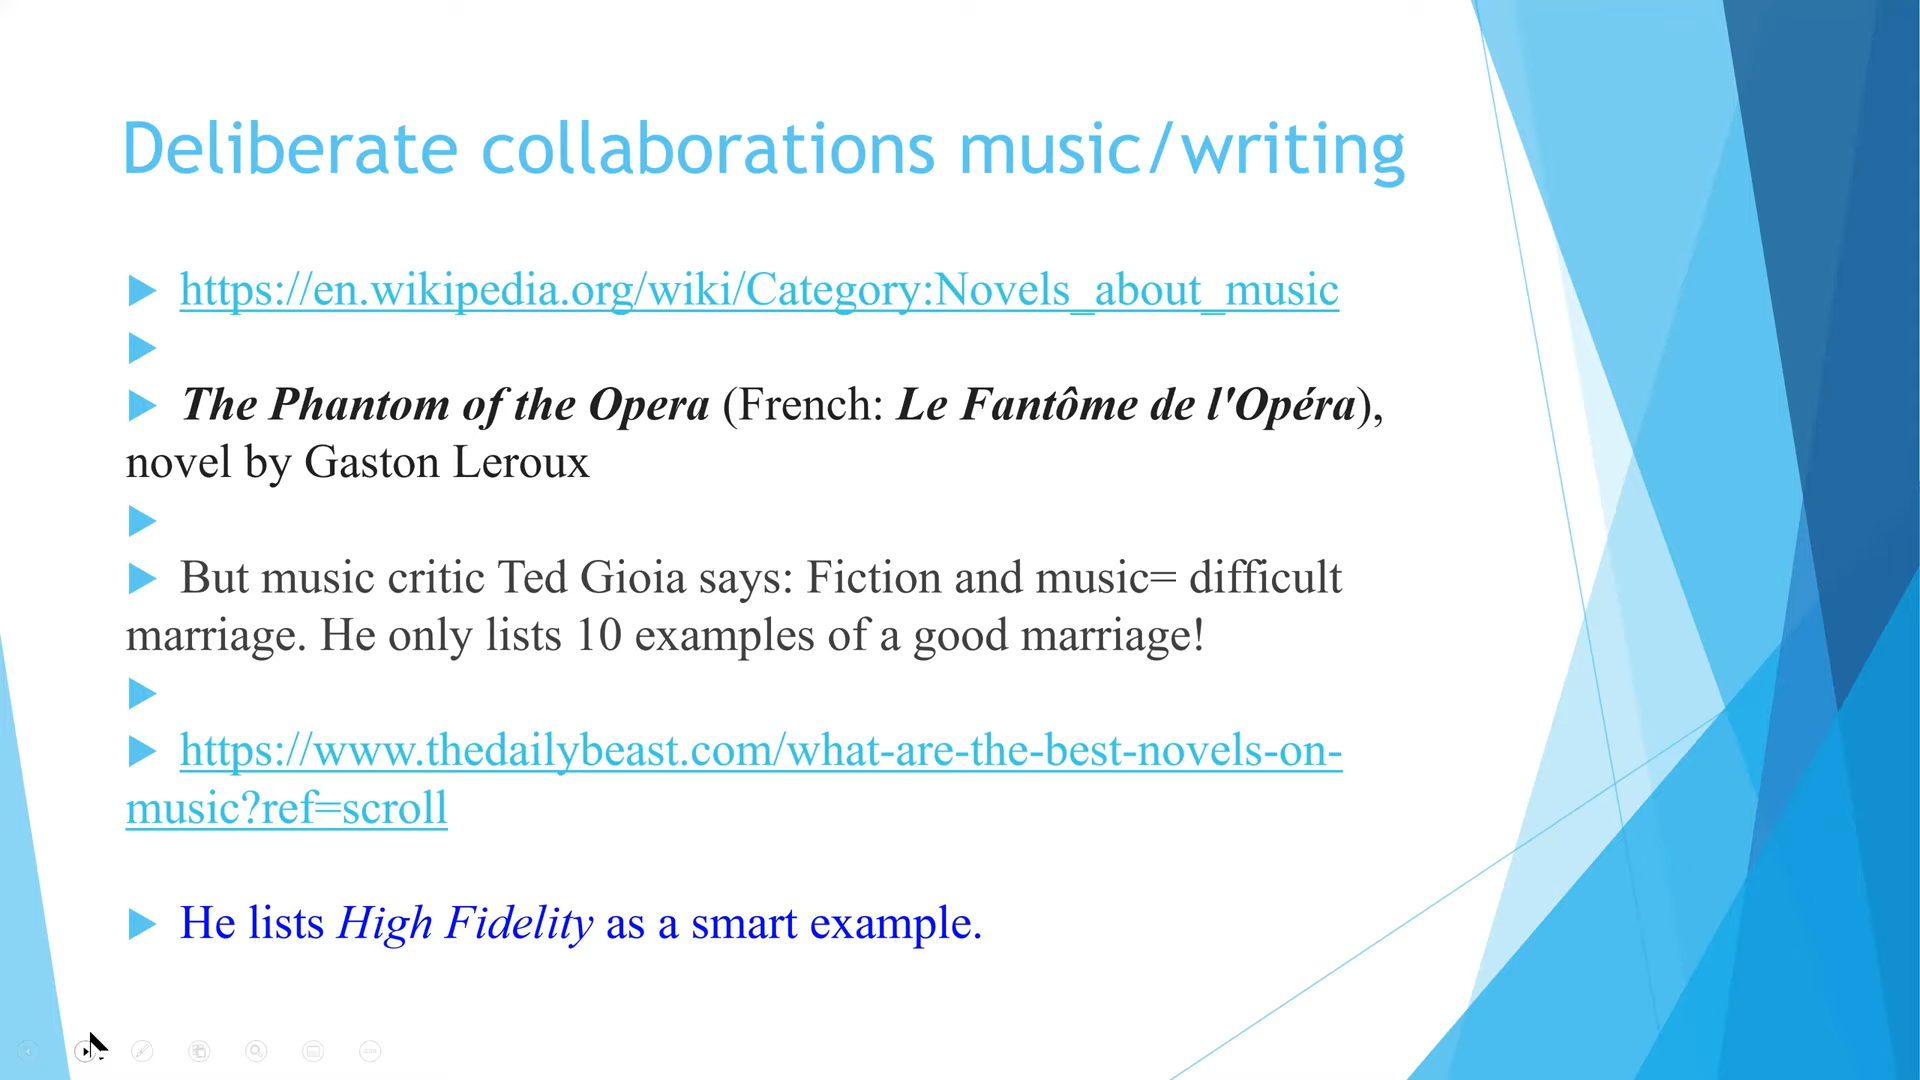 Deliberate collaborations music/writing
https://en.wikipedia.org/wiki/Category:Novels_about_music
The Phantom of the Opera (French: Le Fantôme de l'Opéra),
novel by Gaston Leroux
But music critic Ted Gioia says: Fiction and music= difficult
marriage. He only lists 10 examples of a good marriage!
https://www.thedailybeast.com/what-are-the-best-novels-on-
music?ref=scroll
He lists High Fidelity as a smart example.